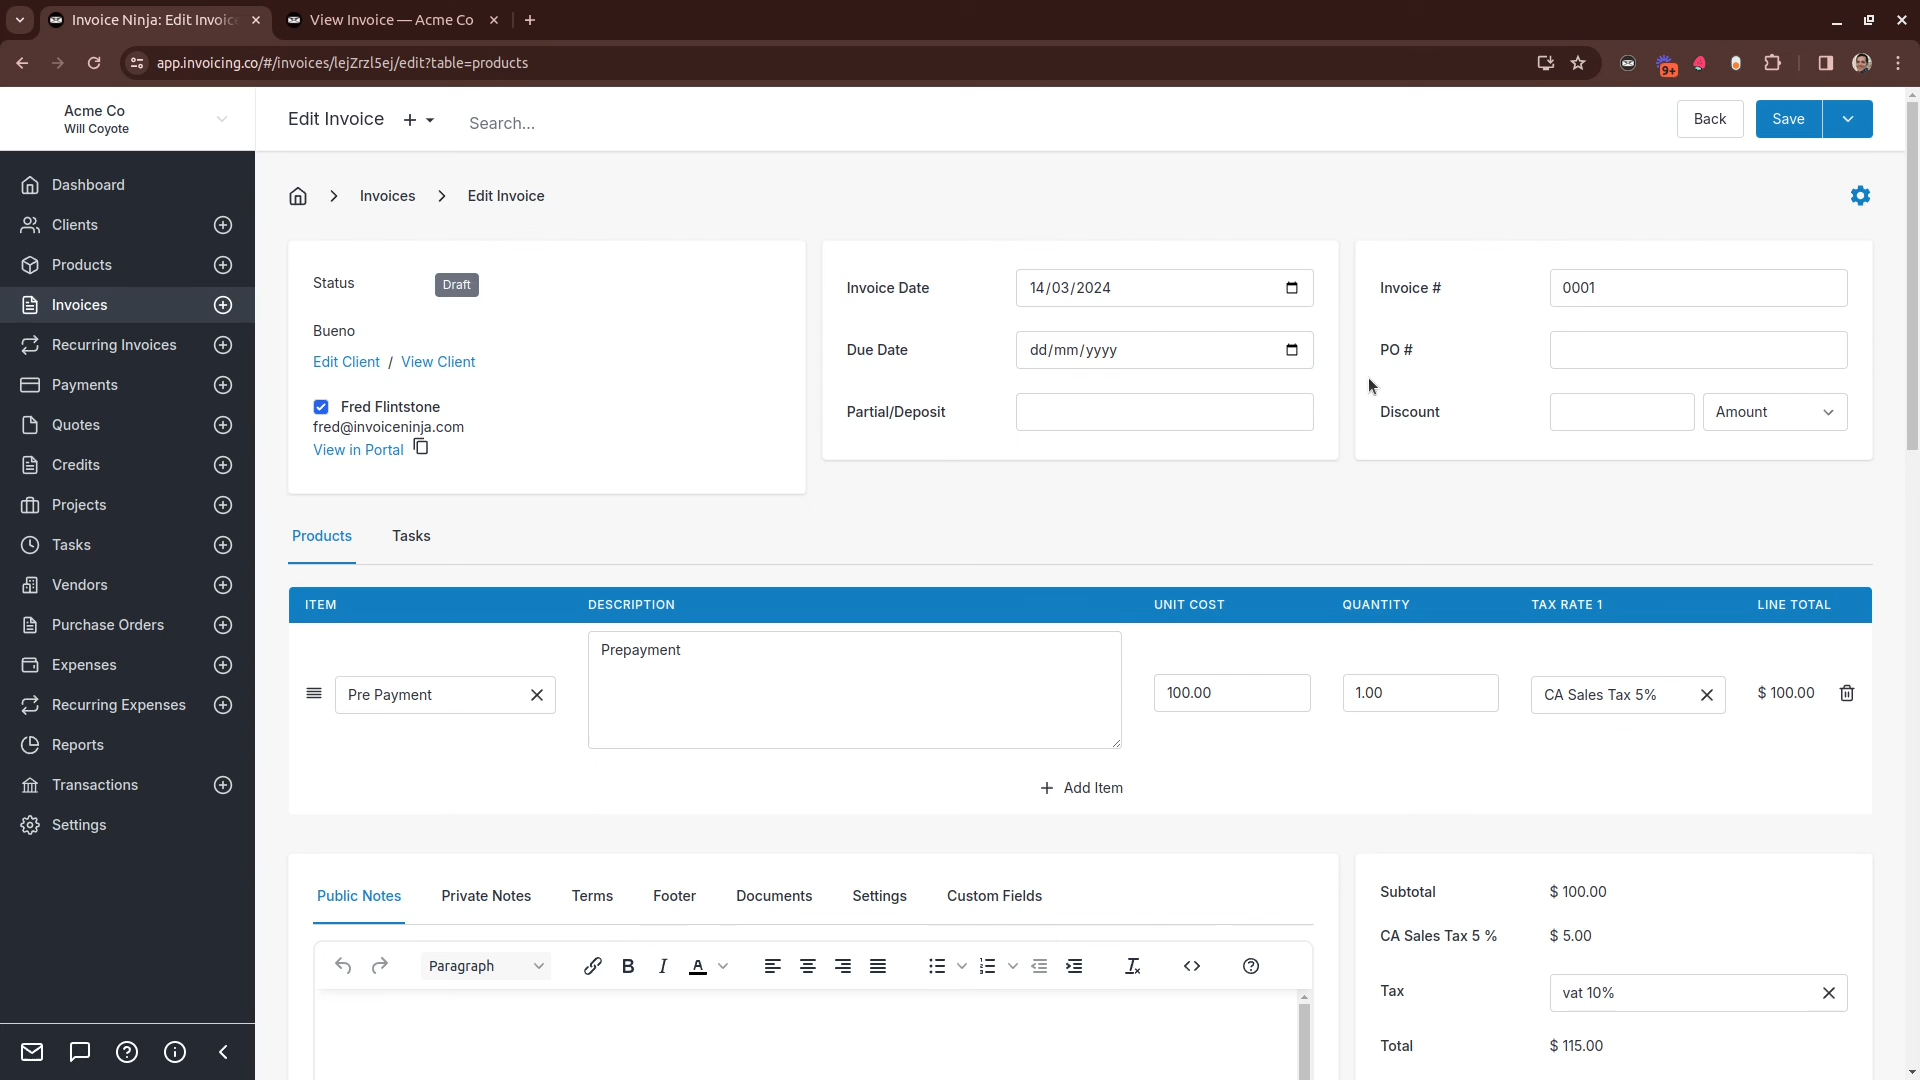 Invoice Ninja: Edit Invoice
View Invoice — Acme Co
app.invoicing.co/#/invoices/lejZrzl5ej/edit?table=products
9+
Acme Co
Will Coyote
Edit Invoice
Search...
Back
Save
Dashboard
Clients
Products
Invoices
Recurring Invoices
Payments
Quotes
Credits
Projects
Tasks
Vendors
Purchase Orders
Expenses
Recurring Expenses
Reports
Transactions
Settings
Invoices
Edit Invoice
Status
Draft
Bueno
Edit Client / View Client
Fred Flintstone
fred@invoiceninja.com
View in Portal
Invoice Date
14/03/2024
Due Date
dd/mm/yyyy
Partial/Deposit
Invoice #
0001
PO #
Discount
Amount
Products
Tasks
ITEM
DESCRIPTION
UNIT COST
QUANTITY
TAX RATE 1
LINE TOTAL
Pre Payment
Prepayment
100.00
1.00
CA Sales Tax 5%
$ 100.00
Add Item
Public Notes
Private Notes
Terms
Footer
Documents
Settings
Custom Fields
Paragraph
Subtotal
$ 100.00
CA Sales Tax 5 %
$ 5.00
Tax
vat 10%
Total
$ 115.00